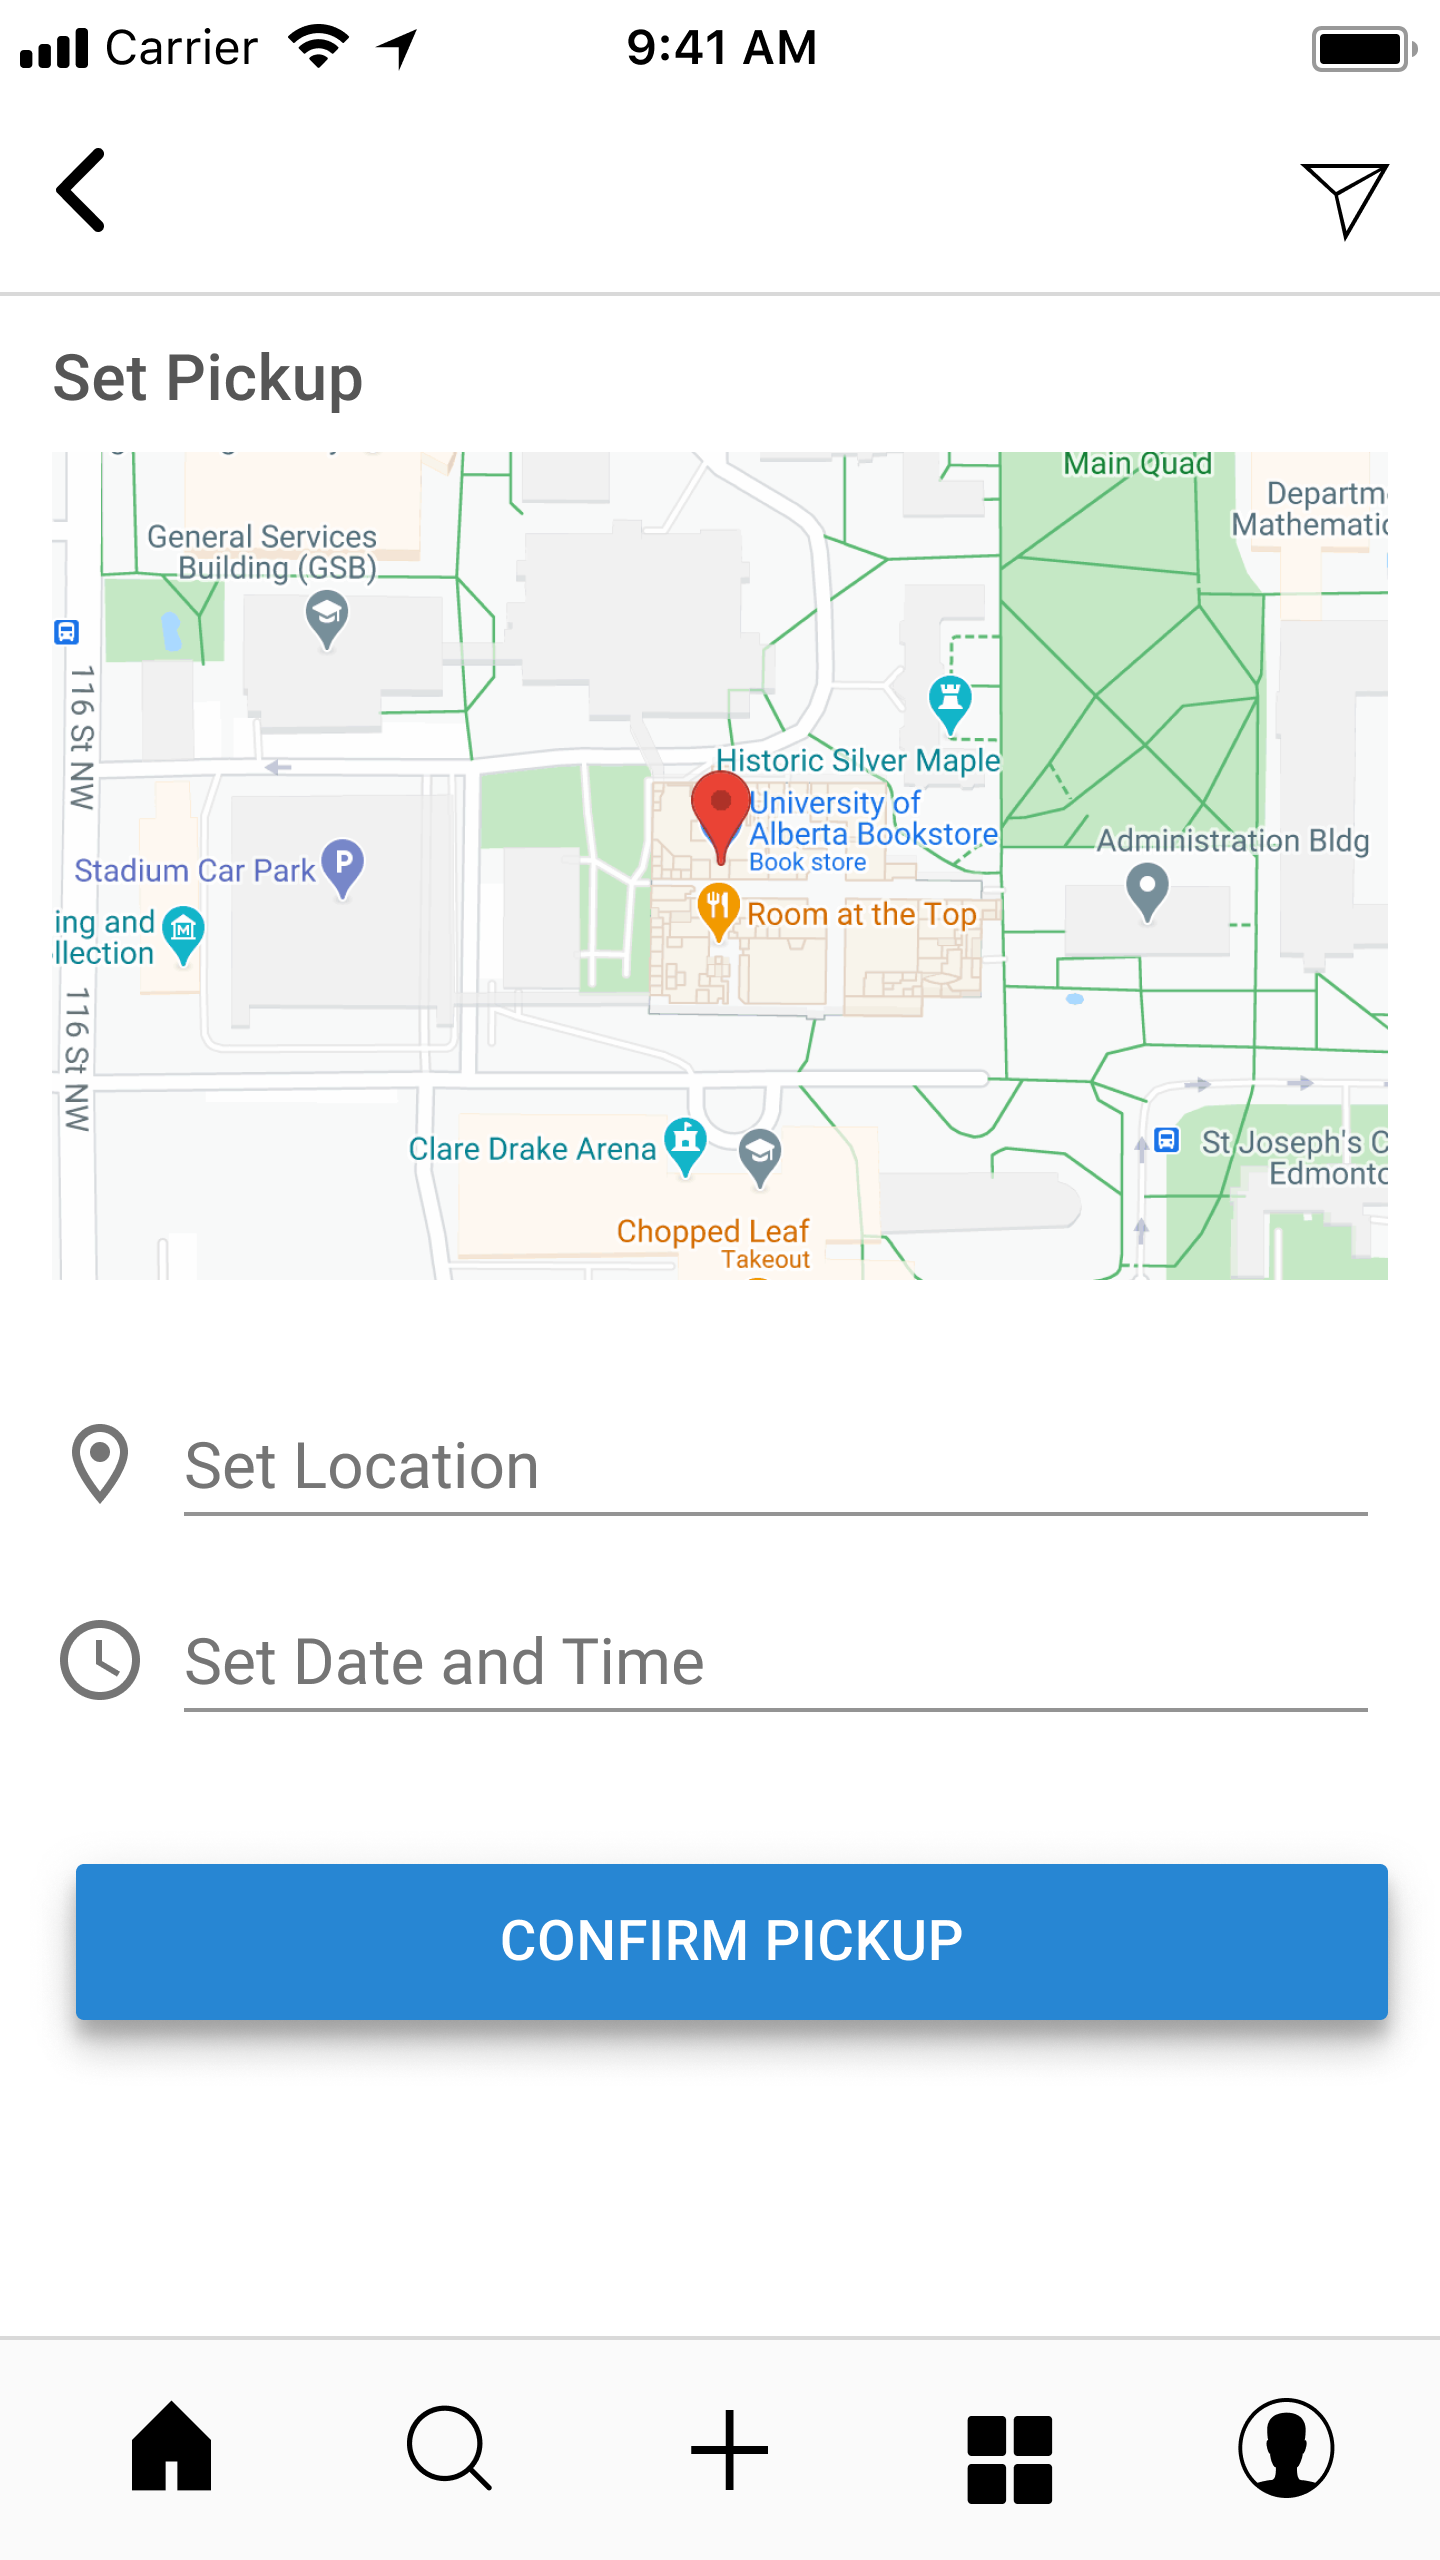 Carrier
9:41 AM
Set Pickup
Main Quad
General Services
Building (GSB)
116 St NW
Historic Silver Maple
University of
Alberta Bookstore
Book store
Stadium Car Park
P
Administration Bldg
ing and
llection
M
Room at the Top
116 St NW
Clare Drake Arena
St Joseph's C
Edmonto
Chopped Leaf
Takeout
Set Location
Set Date and Time
CONFIRM PICKUP